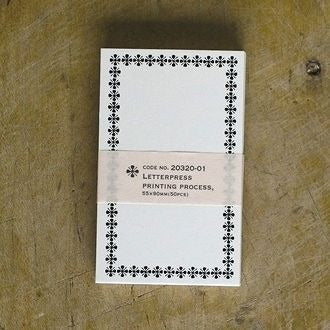 CODE NO. 20320-01
LETTERPRESS
PRINTING PROCESS,
55X90MM(50PCS)